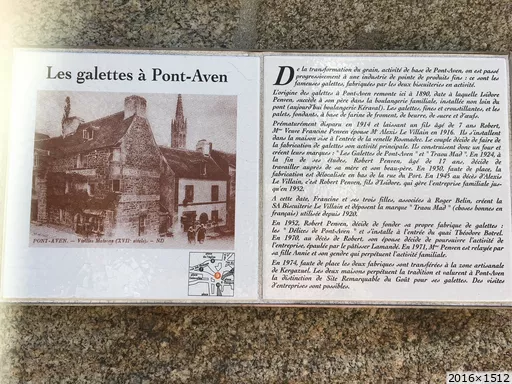 Les galettes à Pont-Aven
PONT-AVEN. — Vieilles Maisons (XVIIe siècle). — ND
De la transformation du grain, activité de base de Pont-Aven, on est passé
progressivement à une industrie de pointe de produits fins : ce sont les
fameuses galettes, fabriquées par les deux biscuiteries en activité.
L'origine des galettes Penven remonte ici à 1890, date à laquelle Isidore
Penven, succède à son père dans la boulangerie familiale, installée non loin du
pont (aujourd'hui boulangerie Kéraval). Les galettes, fines et croustillantes, et les
palets, fondants, à base de farine de froment, de beurre, de sucre et d'œufs.
Prématurément disparu en 1914 et laissant un fils âgé de 7 ans Robert,
Mme Veuve Francine Penven épouse Mr Alexis Le Villain en 1916. Ils s'installent
dans la maison sise à l'entrée de la venelle Rosmadec. Le couple décide de faire de
la fabrication de galettes son activité principale. Ils construisent donc un four et
créent leurs marques : "Les Galettes de Pont-Aven" et "Traou Mad". En 1924, à
la fin de ses études, Robert Penven, âgé de 17 ans, décide de
travailler auprès de sa mère et son beau-père. En 1930, faute de place, la
fabrication est délocalisée en bas de la rue du Port. En 1945 au décès d'Alexis
Le Villain, c'est Robert Penven, fils d'Isidore, qui gère l'entreprise familiale jus-
qu'en 1952.
A cette date, Francine et ses trois filles, associées à Roger Belin, créent la
SA Biscuiterie Le Villain et déposent la marque "Traou Mad" (choses bonnes en
français) utilisée depuis 1920.
En 1952, Robert Penven, décide de fonder sa propre fabrique de galettes :
les "Délices de Pont-Aven" et s'installe à l'entrée du quai Théodore Botrel.
En 1970, au décès de Robert, son épouse décide de poursuivre l'activité de
l'entreprise, épaulée par le pâtissier Lamandé. En 1971, Mme Penven est relayée par
sa fille Annie et son gendre qui perpétuent l'activité familiale.
En 1974, faute de place les deux fabriques sont transférées à la zone artisanale
de Kergazuel. Les deux maisons perpétuent la tradition et valurent à Pont-Aven
la distinction de Site Remarquable du Goût pour ses galettes. Des visites
d'entreprises sont possibles.
2016×1512